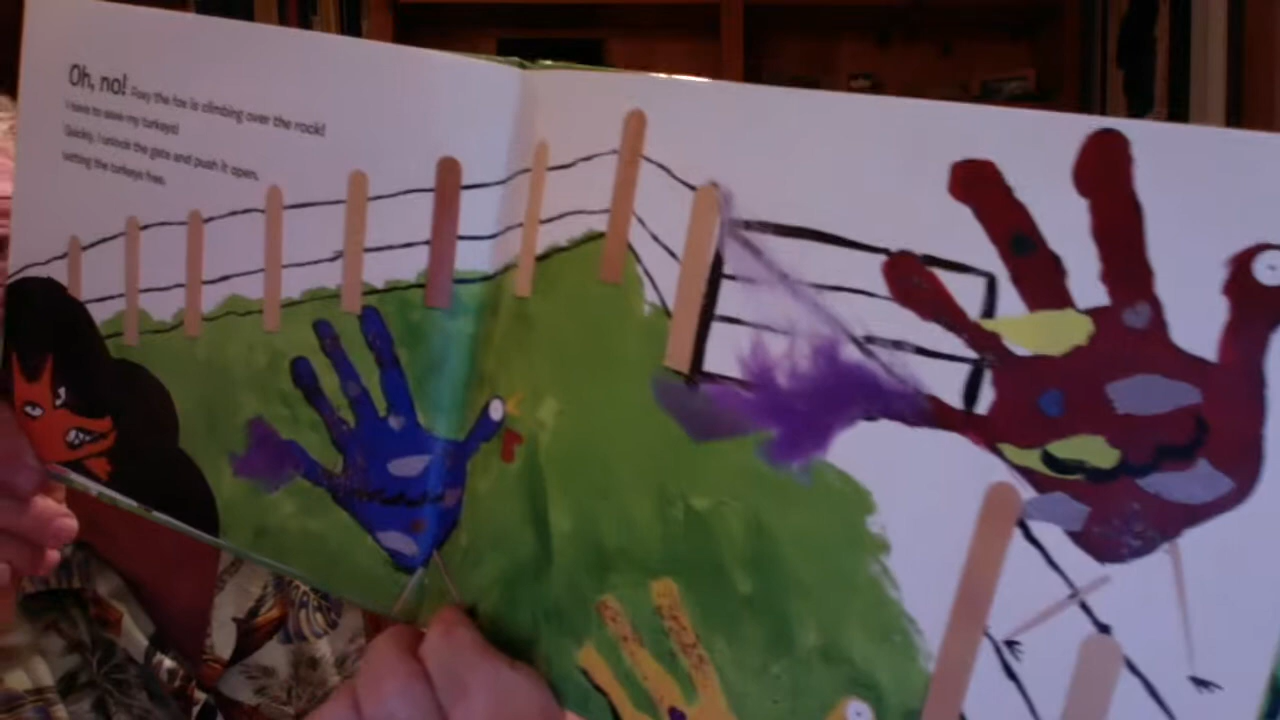 Oh, no! Foxy the fox is climbing over the rock!
I have to save my turkeys!
Quickly, I unlock the gate and push it open,
letting the turkeys free.